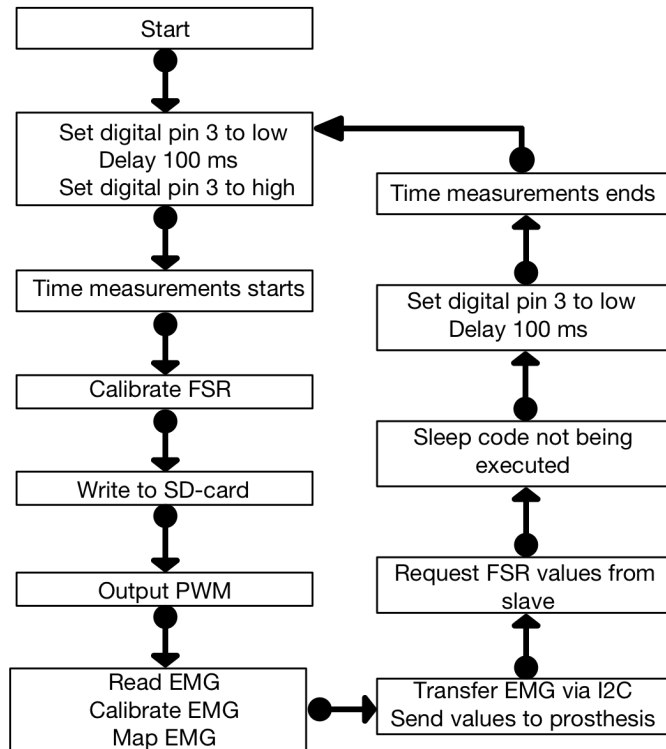 Start
Set digital pin 3 to low
Delay 100 ms
Set digital pin 3 to high
Time measurements starts
Calibrate FSR
Write to SD-card
Output PWM
Read EMG
Calibrate EMG
Map EMG
Transfer EMG via I2C
Send values to prosthesis
Request FSR values from
slave
Sleep code not being
executed
Set digital pin 3 to low
Delay 100 ms
Time measurements ends